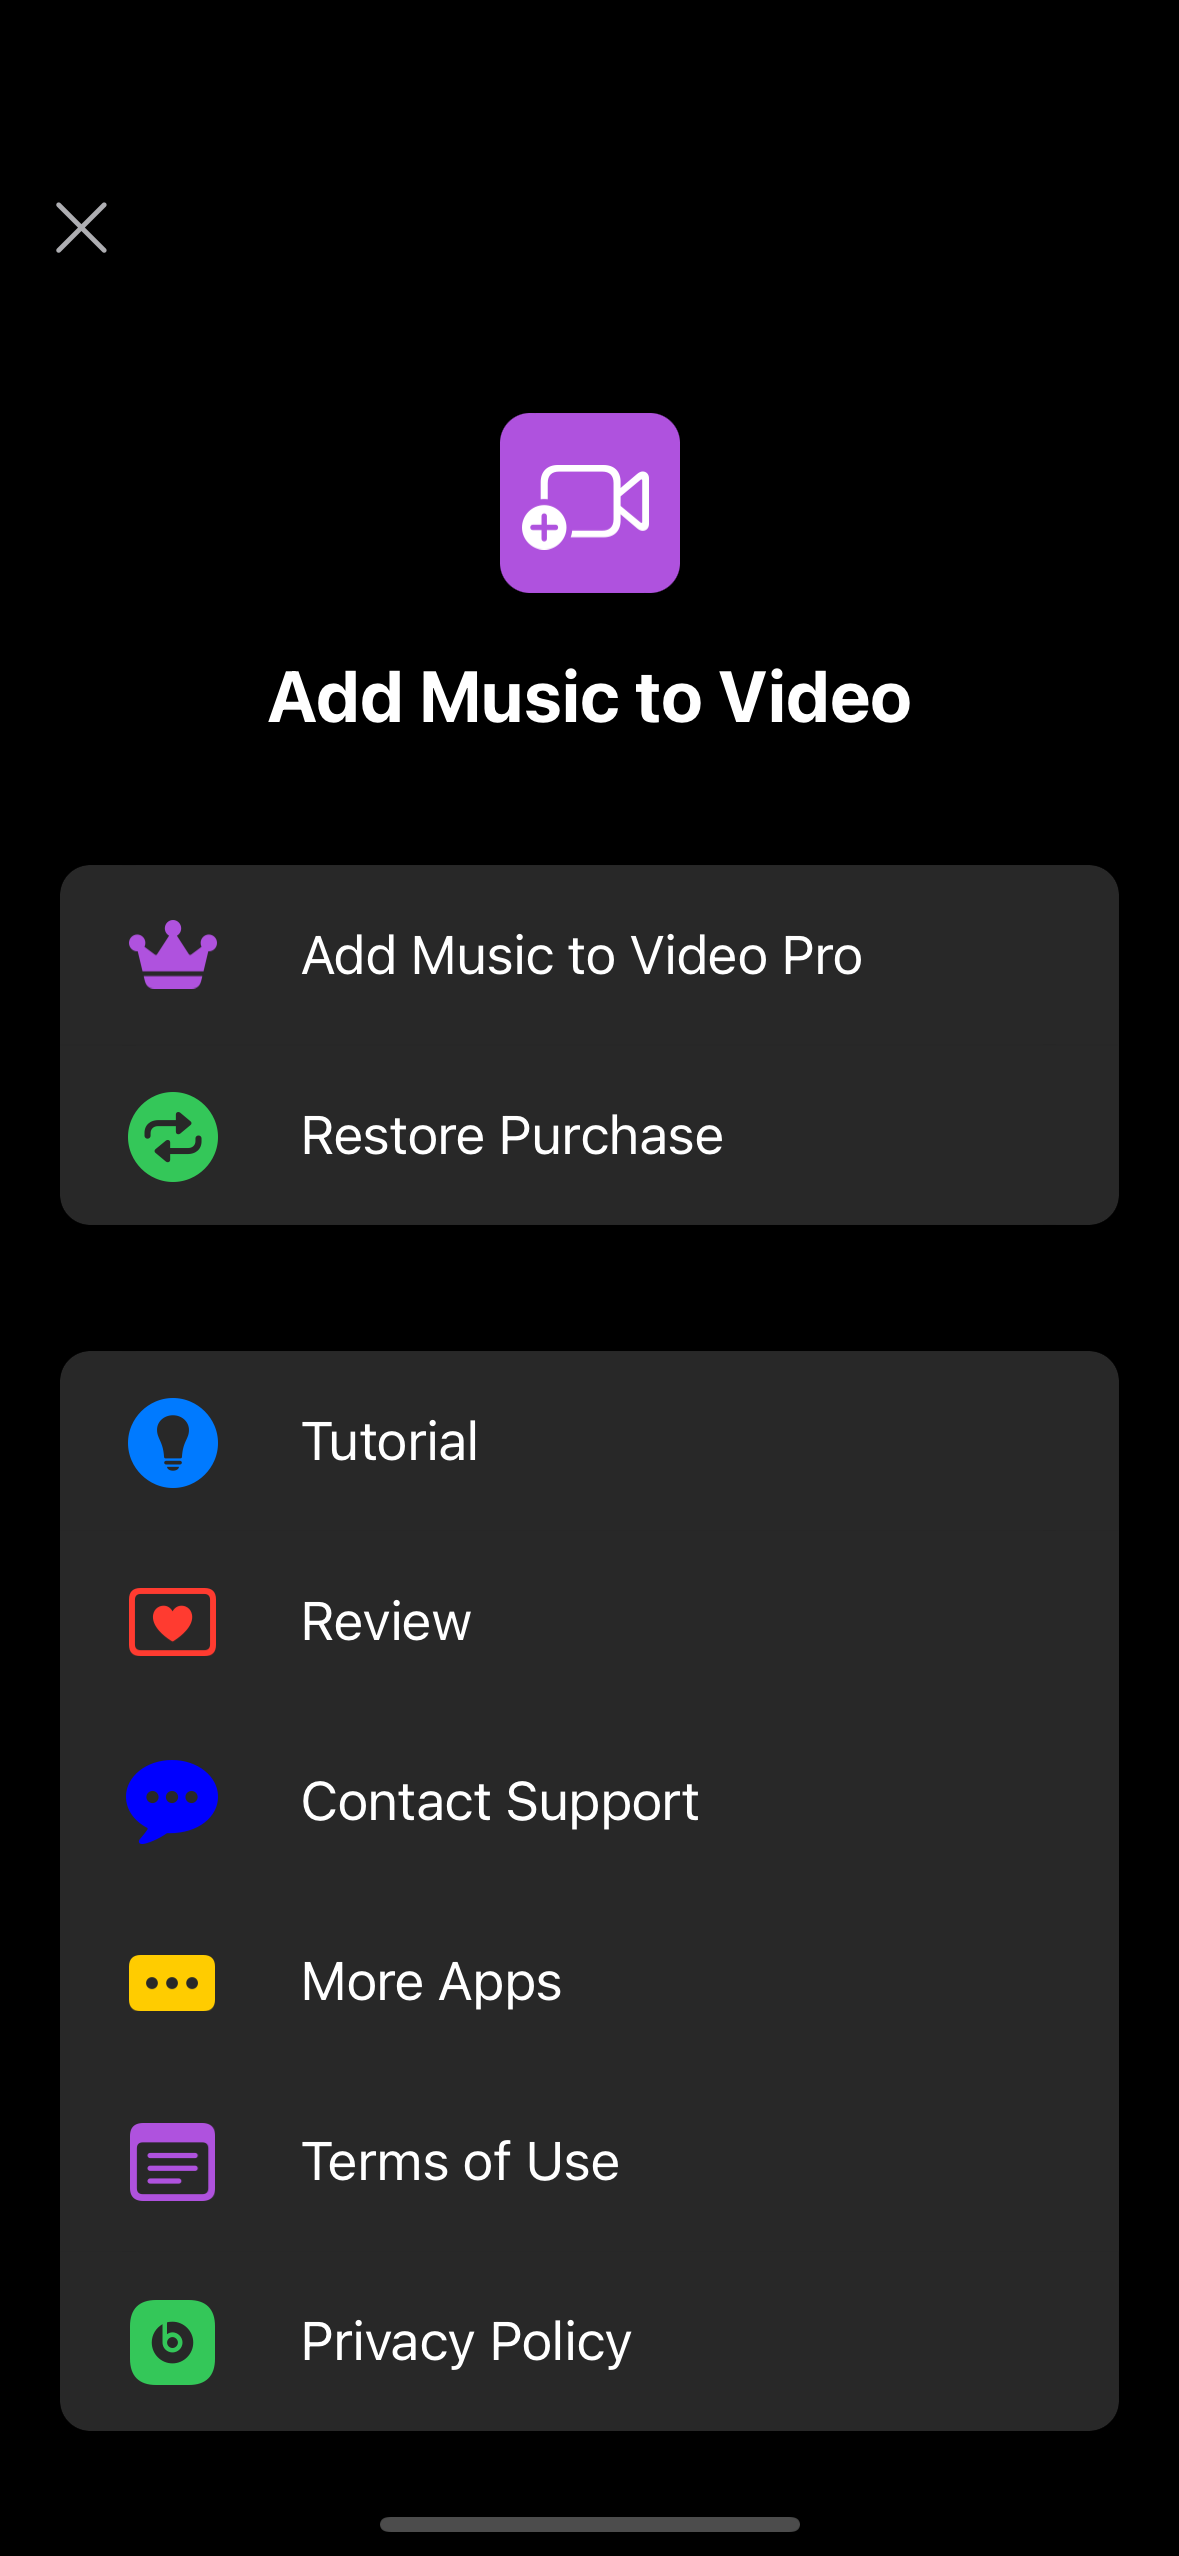 Add Music to Video
Add Music to Video Pro
Restore Purchase
Tutorial
Review
Contact Support
More Apps
Terms of Use
Privacy Policy